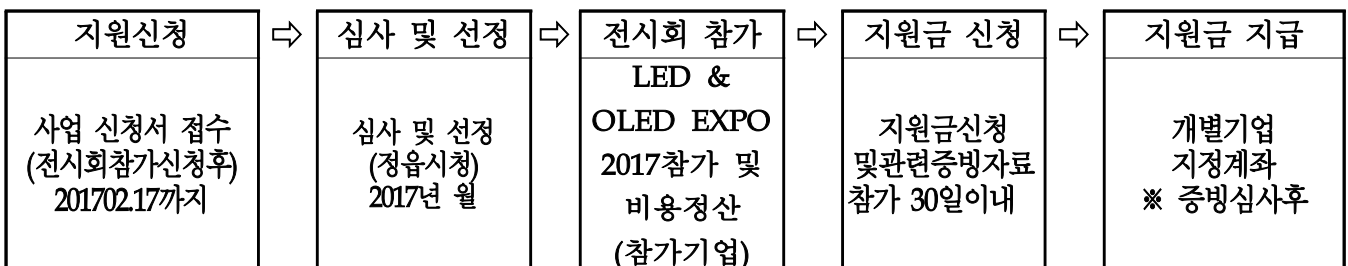 지원신청
⇨
심사 및 선정
⇨
전시회 참가
⇨
지원금 신청
⇨
지원금 지급
사업 신청서 접수
(전시회참가신청후)
201702.17까지
심사 및 선정
(정읍시청)
2017년 월
LED &
OLED EXPO
2017참가 및
비용정산
(참가기업)
지원금신청
및관련증빙자료
참가 30일이내
개별기업
지정계좌
※ 증빙심사후